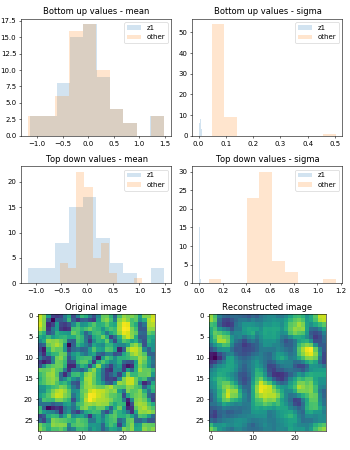 Bottom up values - mean
17.5
15.0
12.5
10.0
7.5
5.0
2.5
0.0
−1.0 −0.5 0.0 0.5 1.0 1.5
z1
other
Bottom up values - sigma
50
40
30
20
10
0
0.0 0.1 0.2 0.3 0.4 0.5
z1
other
Top down values - mean
20
15
10
5
0
−1.0 −0.5 0.0 0.5 1.0 1.5
z1
other
Top down values - sigma
30
25
20
15
10
5
0
0.0 0.2 0.4 0.6 0.8 1.0 1.2
z1
other
Original image
0
5
10
15
20
25
0 10 20
Reconstructed image
0
5
10
15
20
25
0 10 20